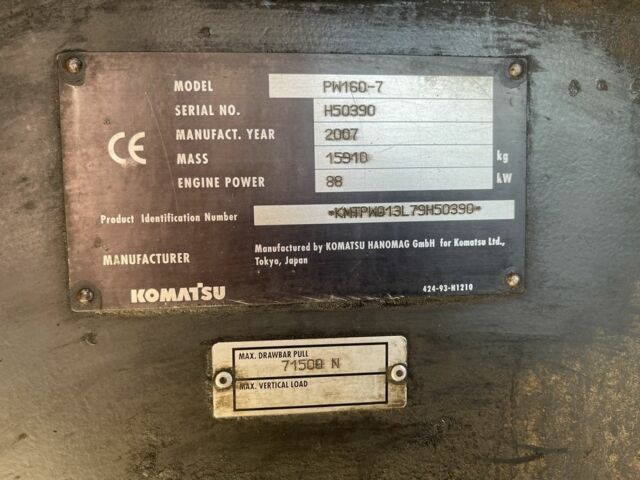 MODEL PW160-7
SERIAL NO. H50390
MANUFACT. YEAR 2007
CE MASS 15910 kg
ENGINE POWER 88 kW
Product Identification Number *KMTPW013L79H50390*
MANUFACTURER Manufactured by KOMATSU HANOMAG GmbH for Komatsu Ltd.,
Tokyo, Japan
KOMATSU 424-93-H1210
MAX. DRAWBAR PULL
71500 N
MAX. VERTICAL LOAD